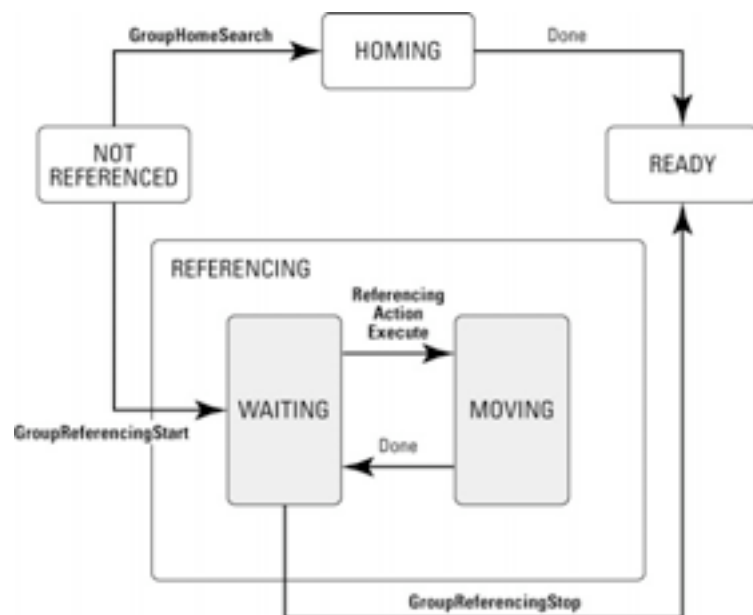 GroupHomeSearch
HOMING
Done
NOT
REFERENCED
READY
REFERENCING
Referencing
Action
Execute
WAITING
MOVING
GroupReferencingStart
Done
GroupReferencingStop